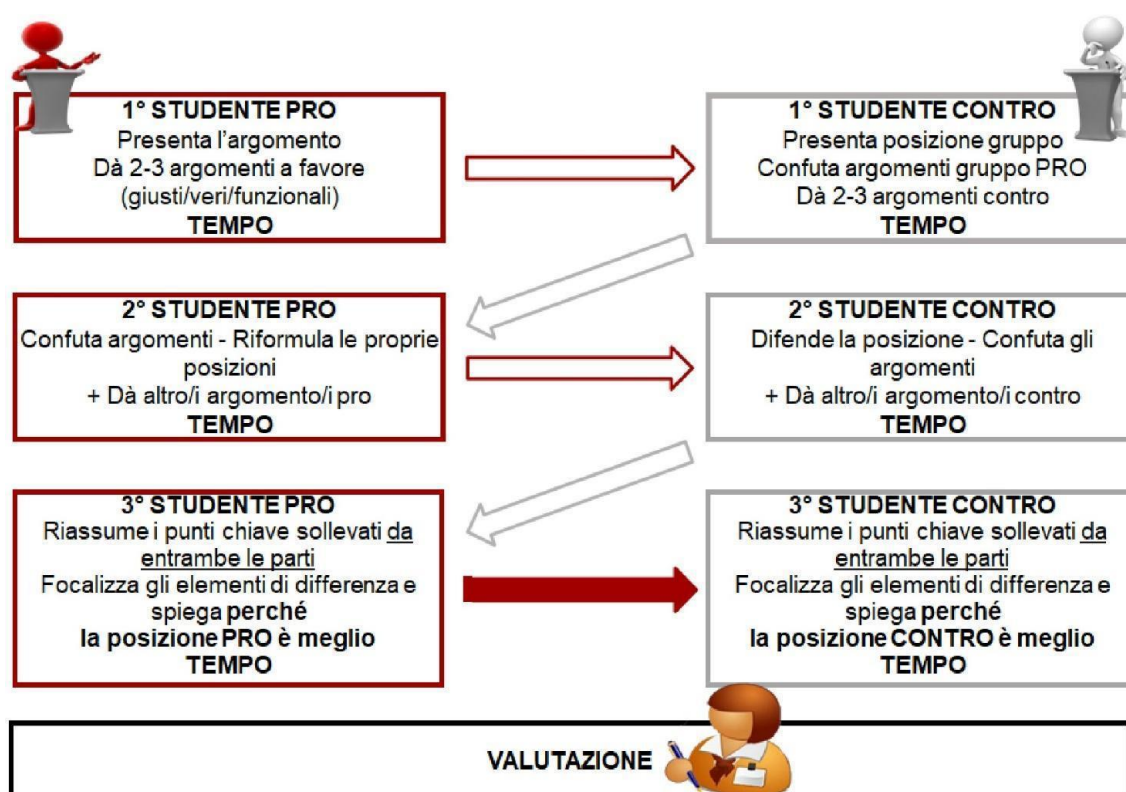 1° STUDENTE PRO
Presenta l'argomento
Dà 2-3 argomenti a favore
(giusti/veri/funzionali)
TEMPO
1° STUDENTE CONTRO
Presenta posizione gruppo
Confuta argomenti gruppo PRO
Dà 2-3 argomenti contro
TEMPO
2° STUDENTE PRO
Confuta argomenti - Riformula le proprie
posizioni
+ Dà altro/i argomento/i pro
TEMPO
2° STUDENTE CONTRO
Difende la posizione - Confuta gli
argomenti
+ Dà altro/i argomento/i contro
TEMPO
3° STUDENTE PRO
Riassume i punti chiave sollevati da
entrambe le parti
Focalizza gli elementi di differenza e
spiega perché
la posizione PRO è meglio
TEMPO
3° STUDENTE CONTRO
Riassume i punti chiave sollevati da
entrambe le parti
Focalizza gli elementi di differenza e
spiega perché
la posizione CONTRO è meglio
TEMPO
VALUTAZIONE